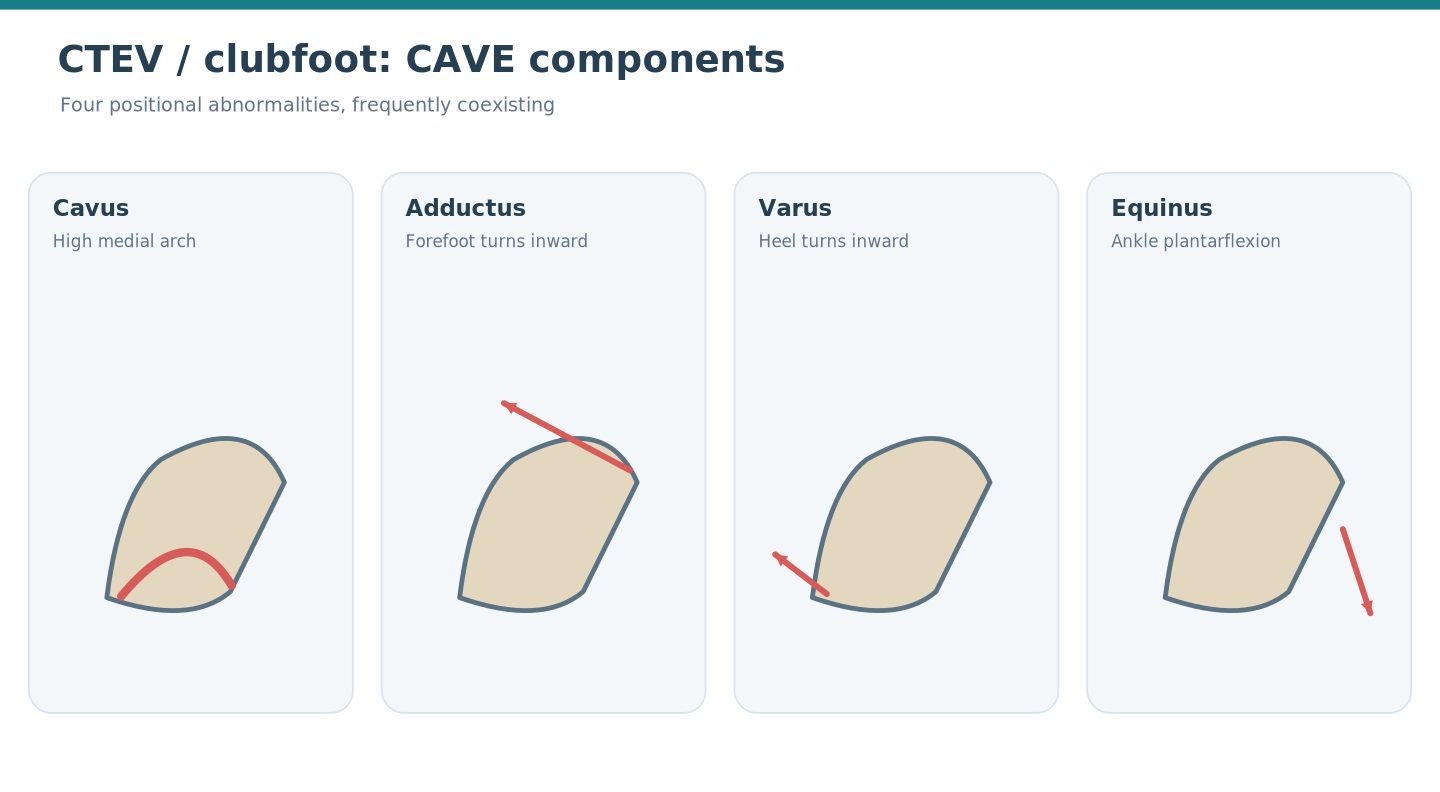 CTEV / clubfoot: CAVE components
Four positional abnormalities, frequently coexisting
Cavus
High medial arch
Adductus
Forefoot turns inward
Varus
Heel turns inward
Equinus
Ankle plantarflexion